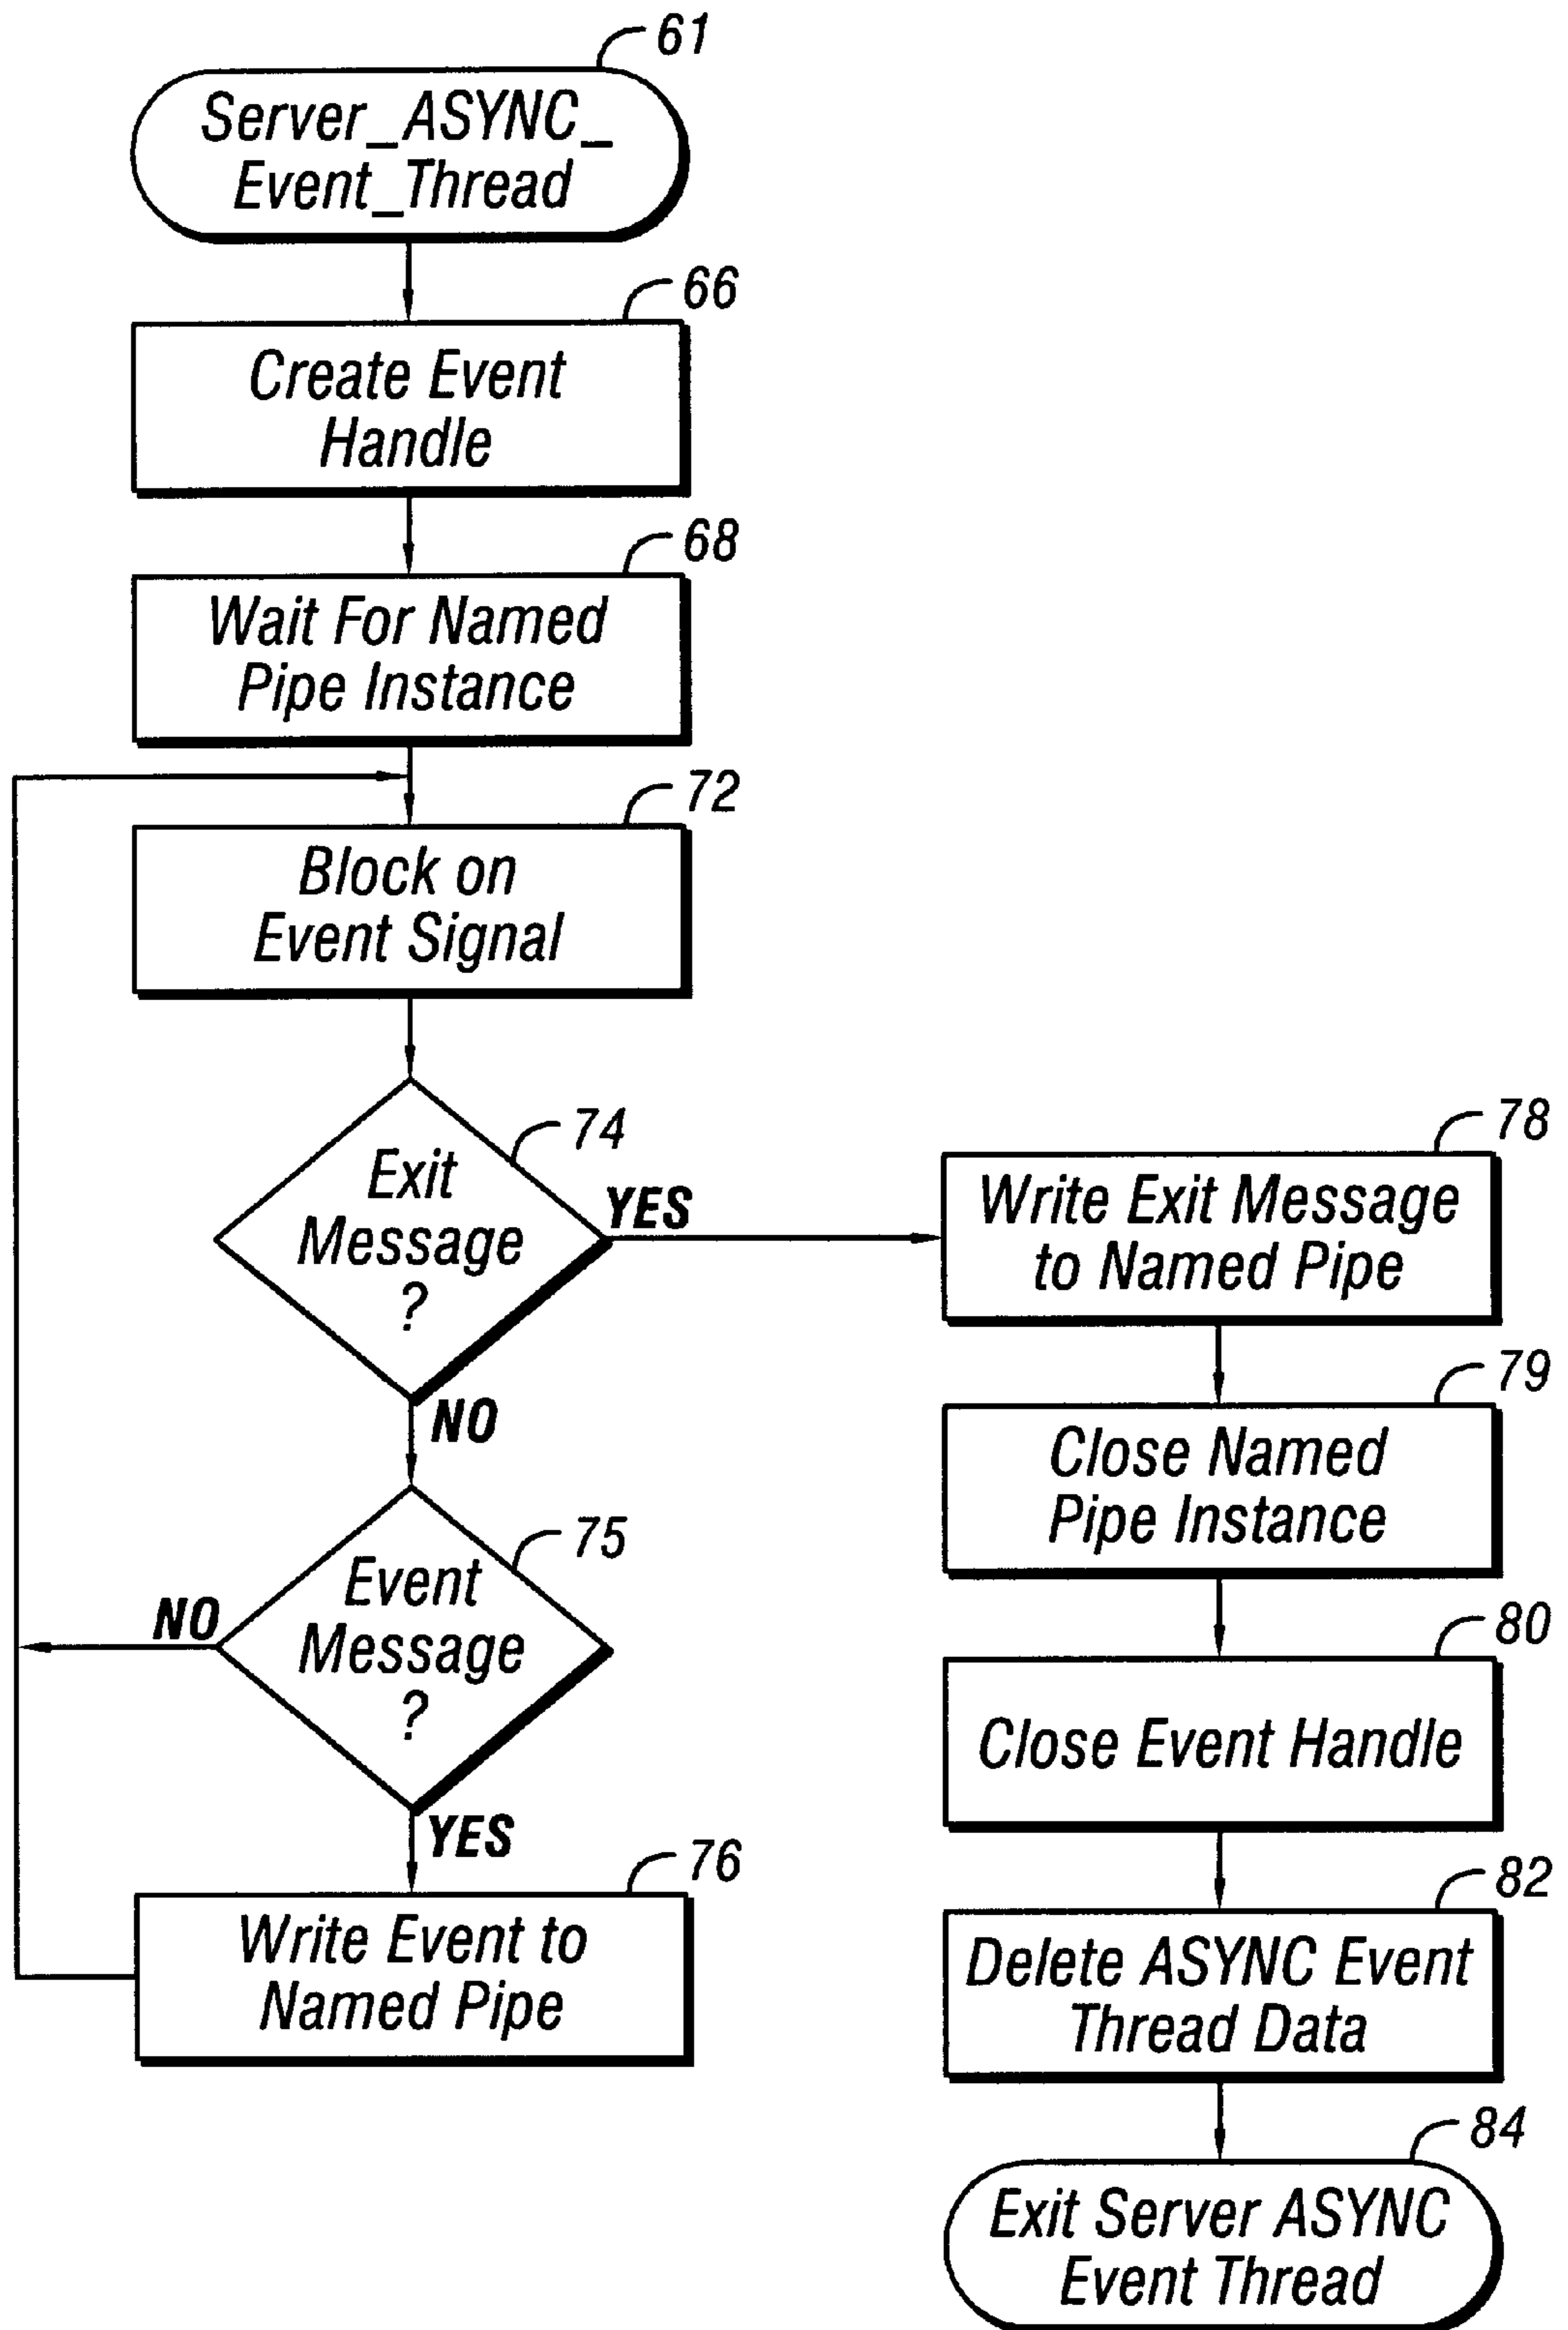 61
Server_ASYNC_
Event_Thread
66
Create Event
Handle
68
Wait For Named
Pipe Instance
72
Block on
Event Signal
74
Exit
Message
?
YES
NO
75
Event
Message
?
NO
YES
76
Write Event to
Named Pipe
78
Write Exit Message
to Named Pipe
79
Close Named
Pipe Instance
80
Close Event Handle
82
Delete ASYNC Event
Thread Data
84
Exit Server ASYNC
Event Thread